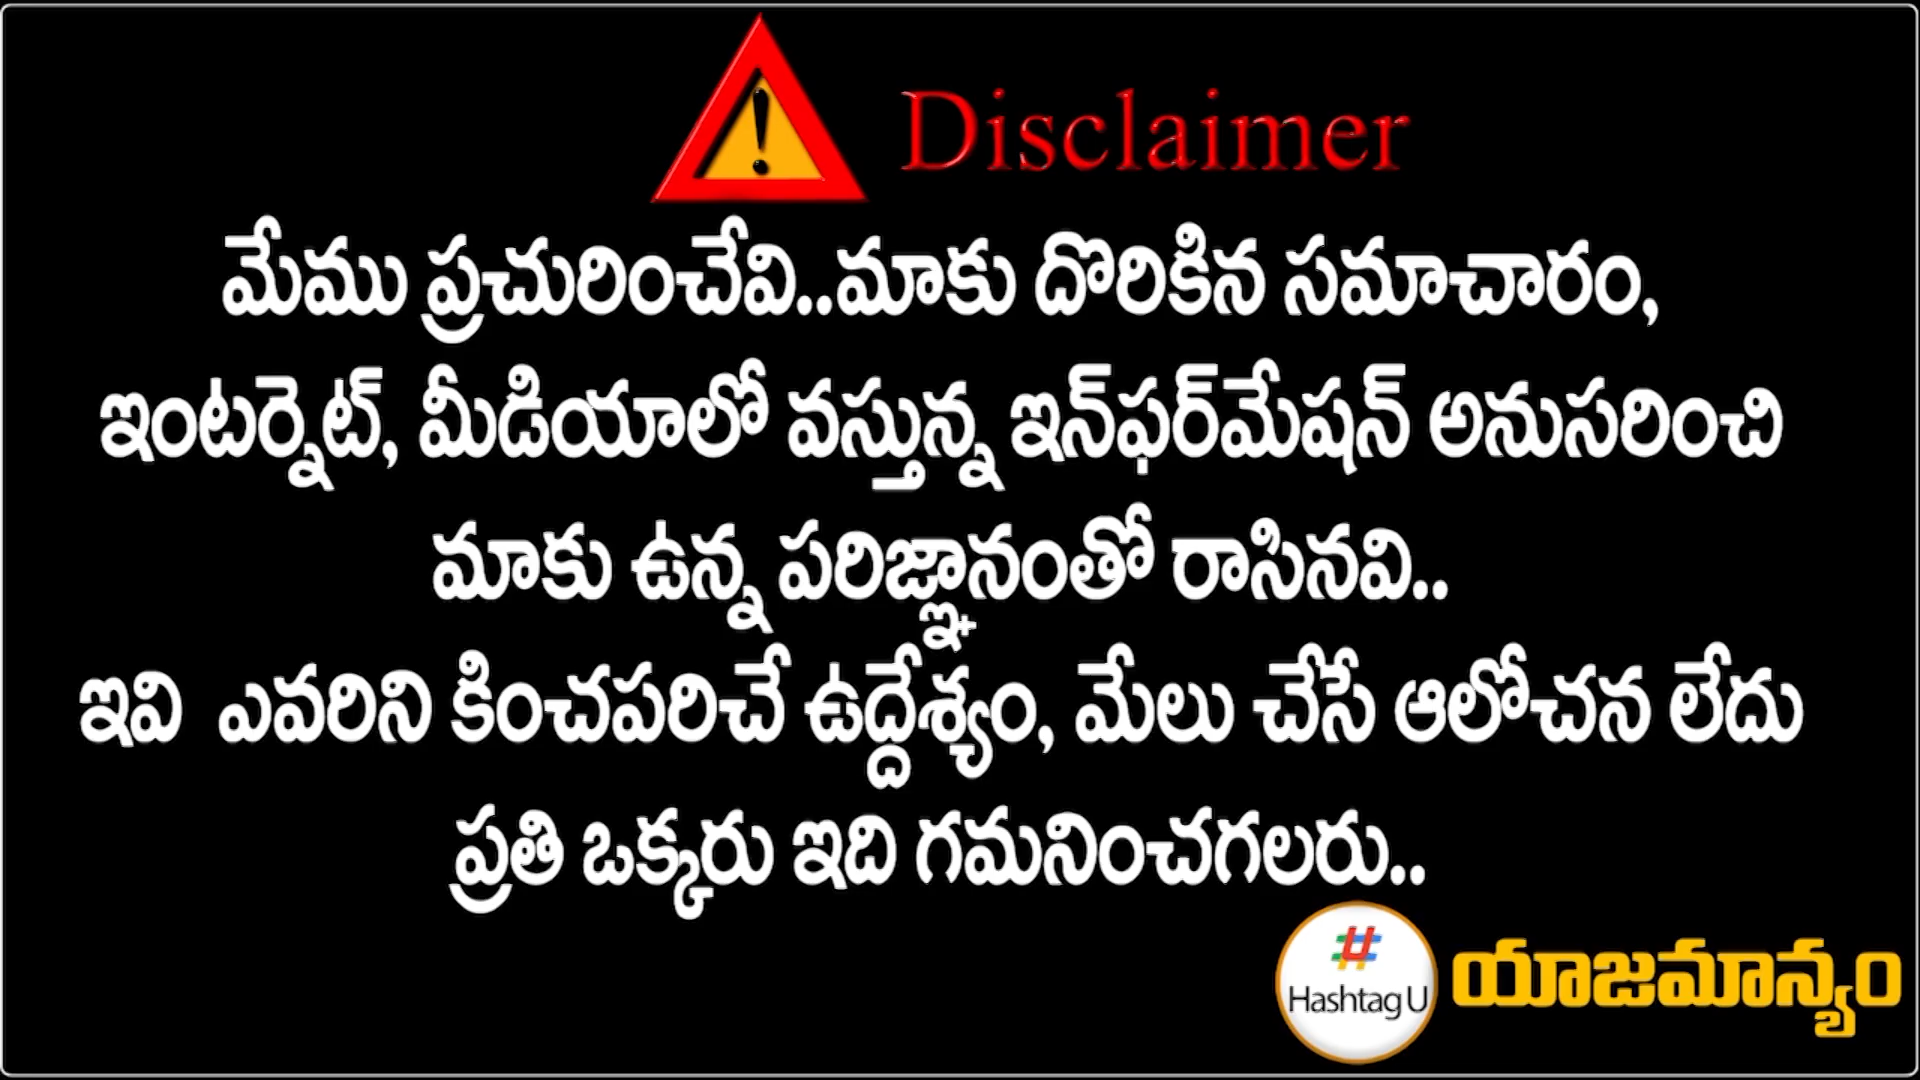 Disclaimer
మేము ప్రచురించేవి..మాకు దొరికిన సమాచారం,
ఇంటర్నెట్, మీడియాలో వస్తున్న ఇన్‌ఫర్‌మేషన్ అనుసరించి
మాకు ఉన్న పరిజ్ఞానంతో రాసినవి..
ఇవి ఎవరిని కించపరిచే ఉద్దేశ్యం, మేలు చేసే ఆలోచన లేదు
ప్రతి ఒక్కరు ఇది గమనించగలరు..
Hashtag U
యాజమాన్యం